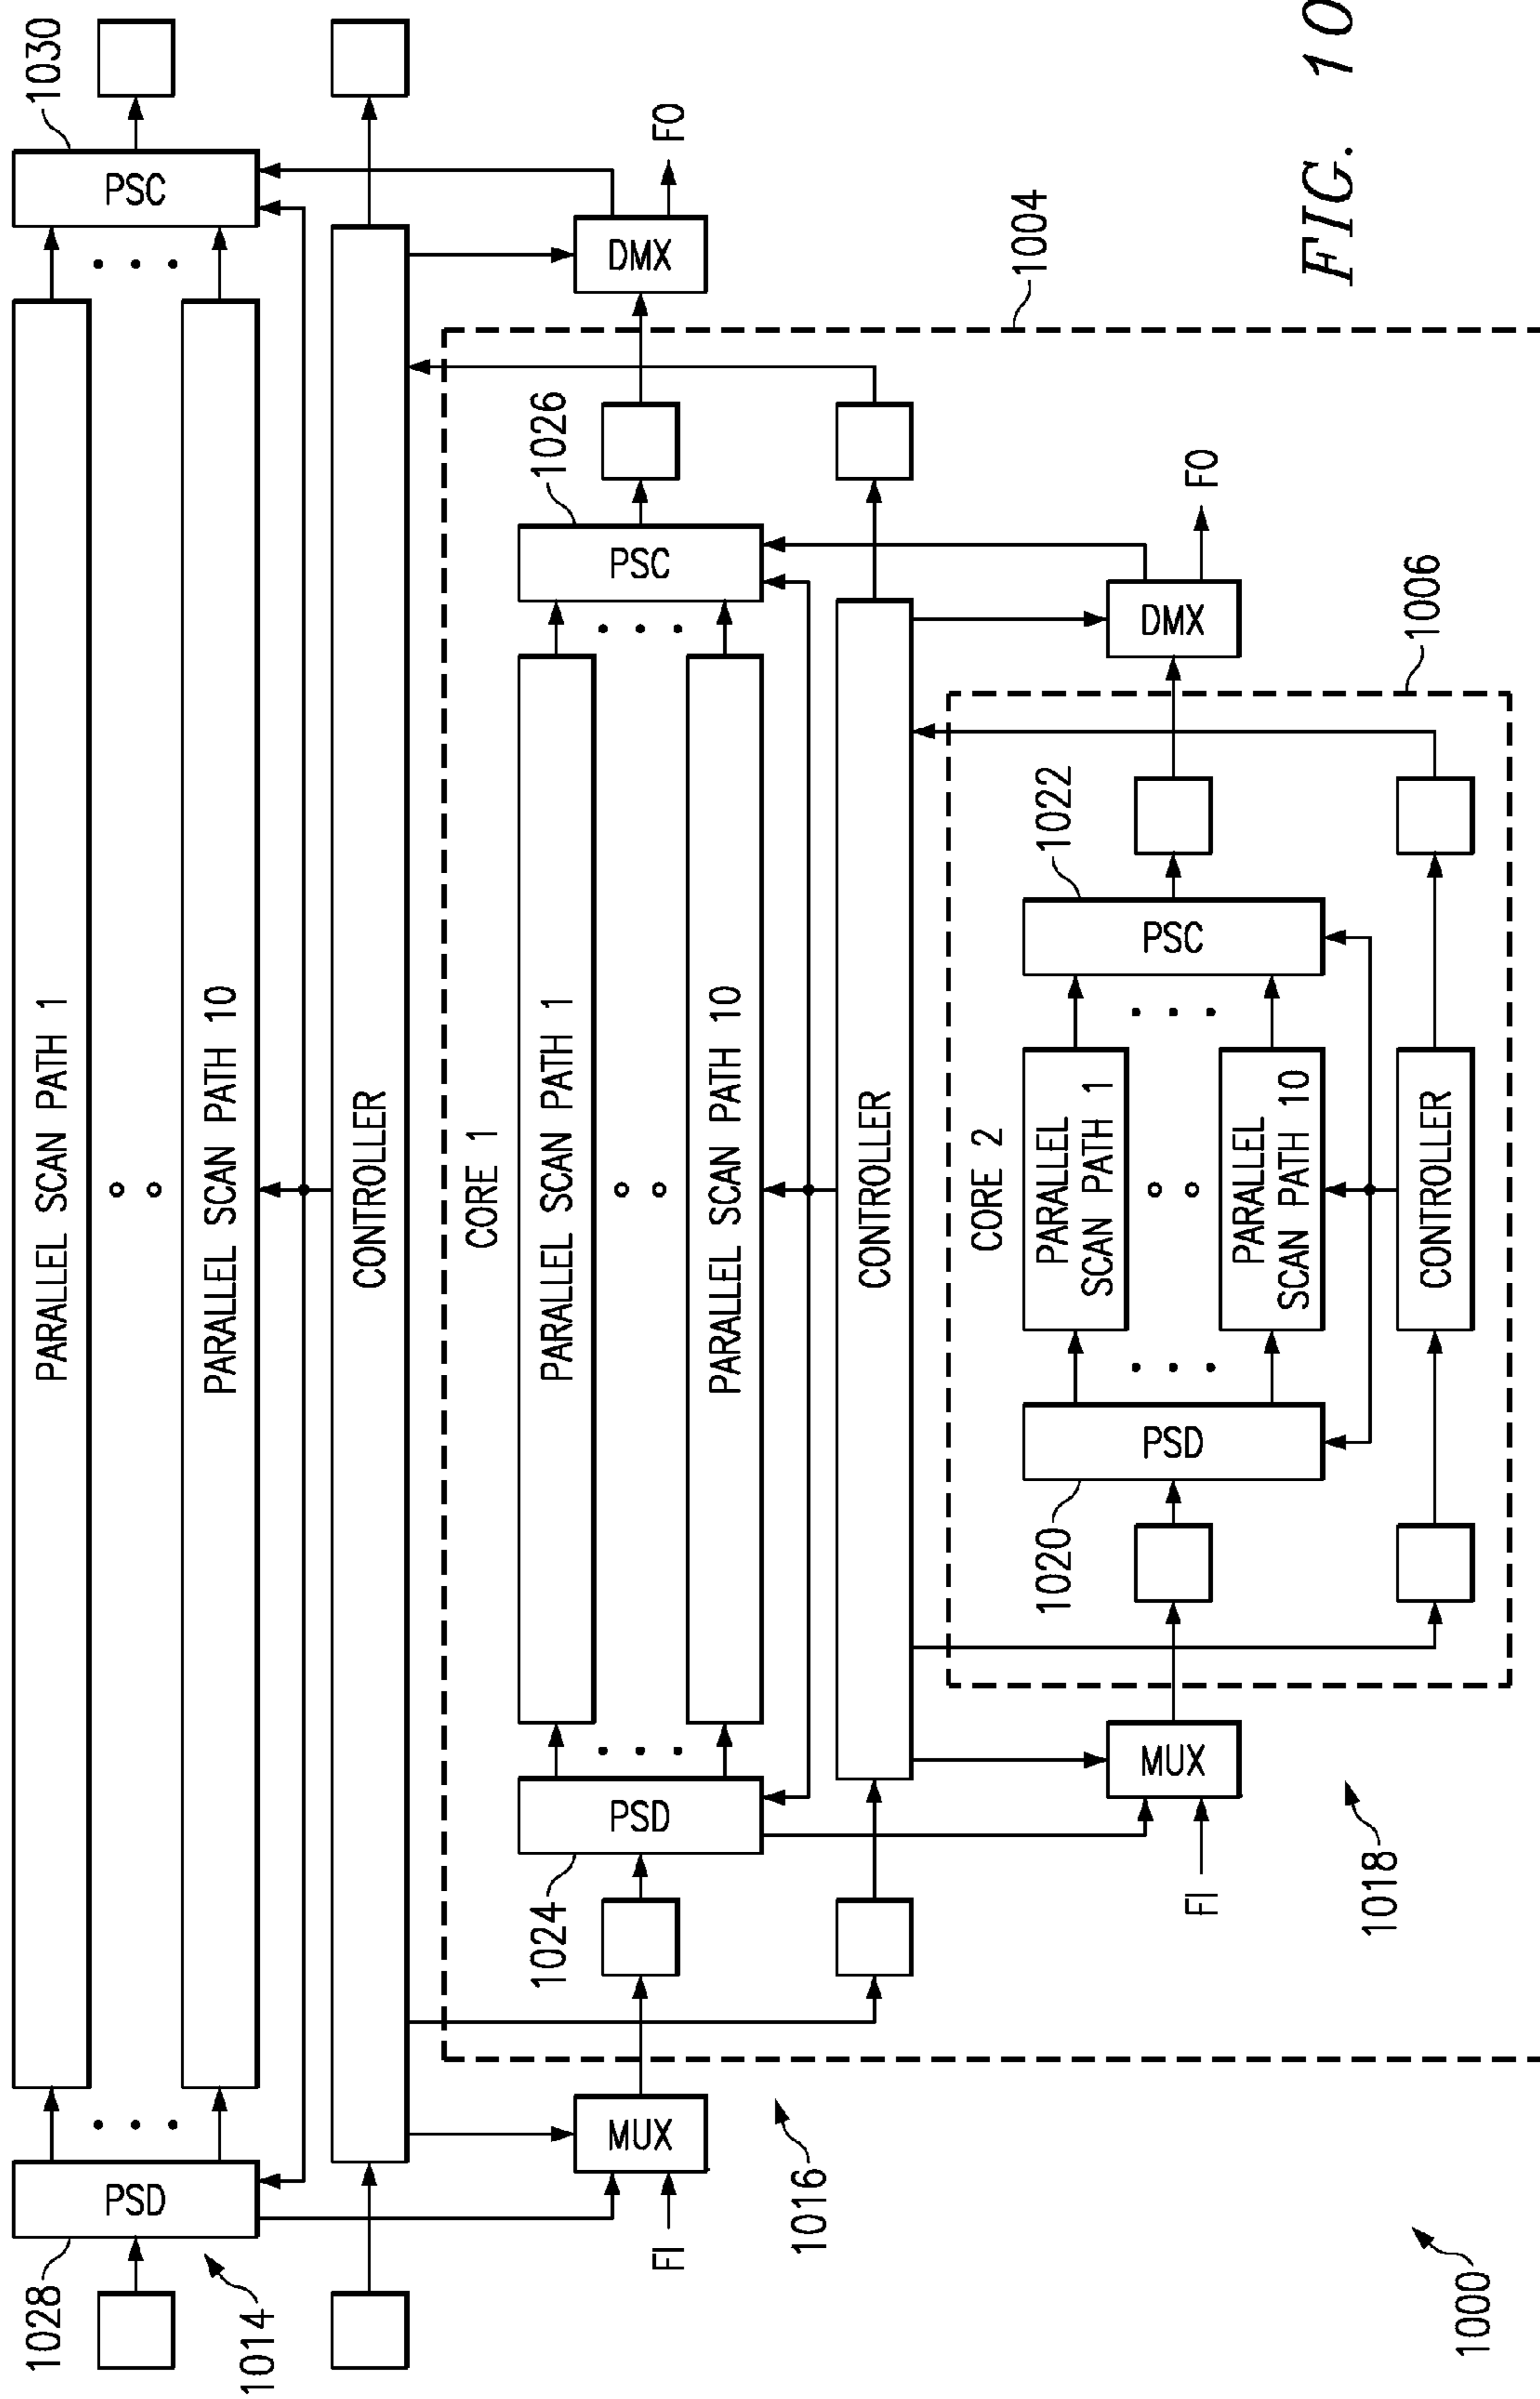 1028
1014
PSD
PARALLEL SCAN PATH 1
PARALLEL SCAN PATH 10
PSC
1030
CONTROLLER
FI
MUX
1016
DMX
FO
CORE 1
1004
1024
PSD
PARALLEL SCAN PATH 1
PARALLEL SCAN PATH 10
PSC
1026
CONTROLLER
FI
MUX
1018
DMX
FO
CORE 2
1006
1020
PSD
PARALLEL
SCAN PATH 1
PARALLEL
SCAN PATH 10
PSC
1022
CONTROLLER
1000
FIG. 10